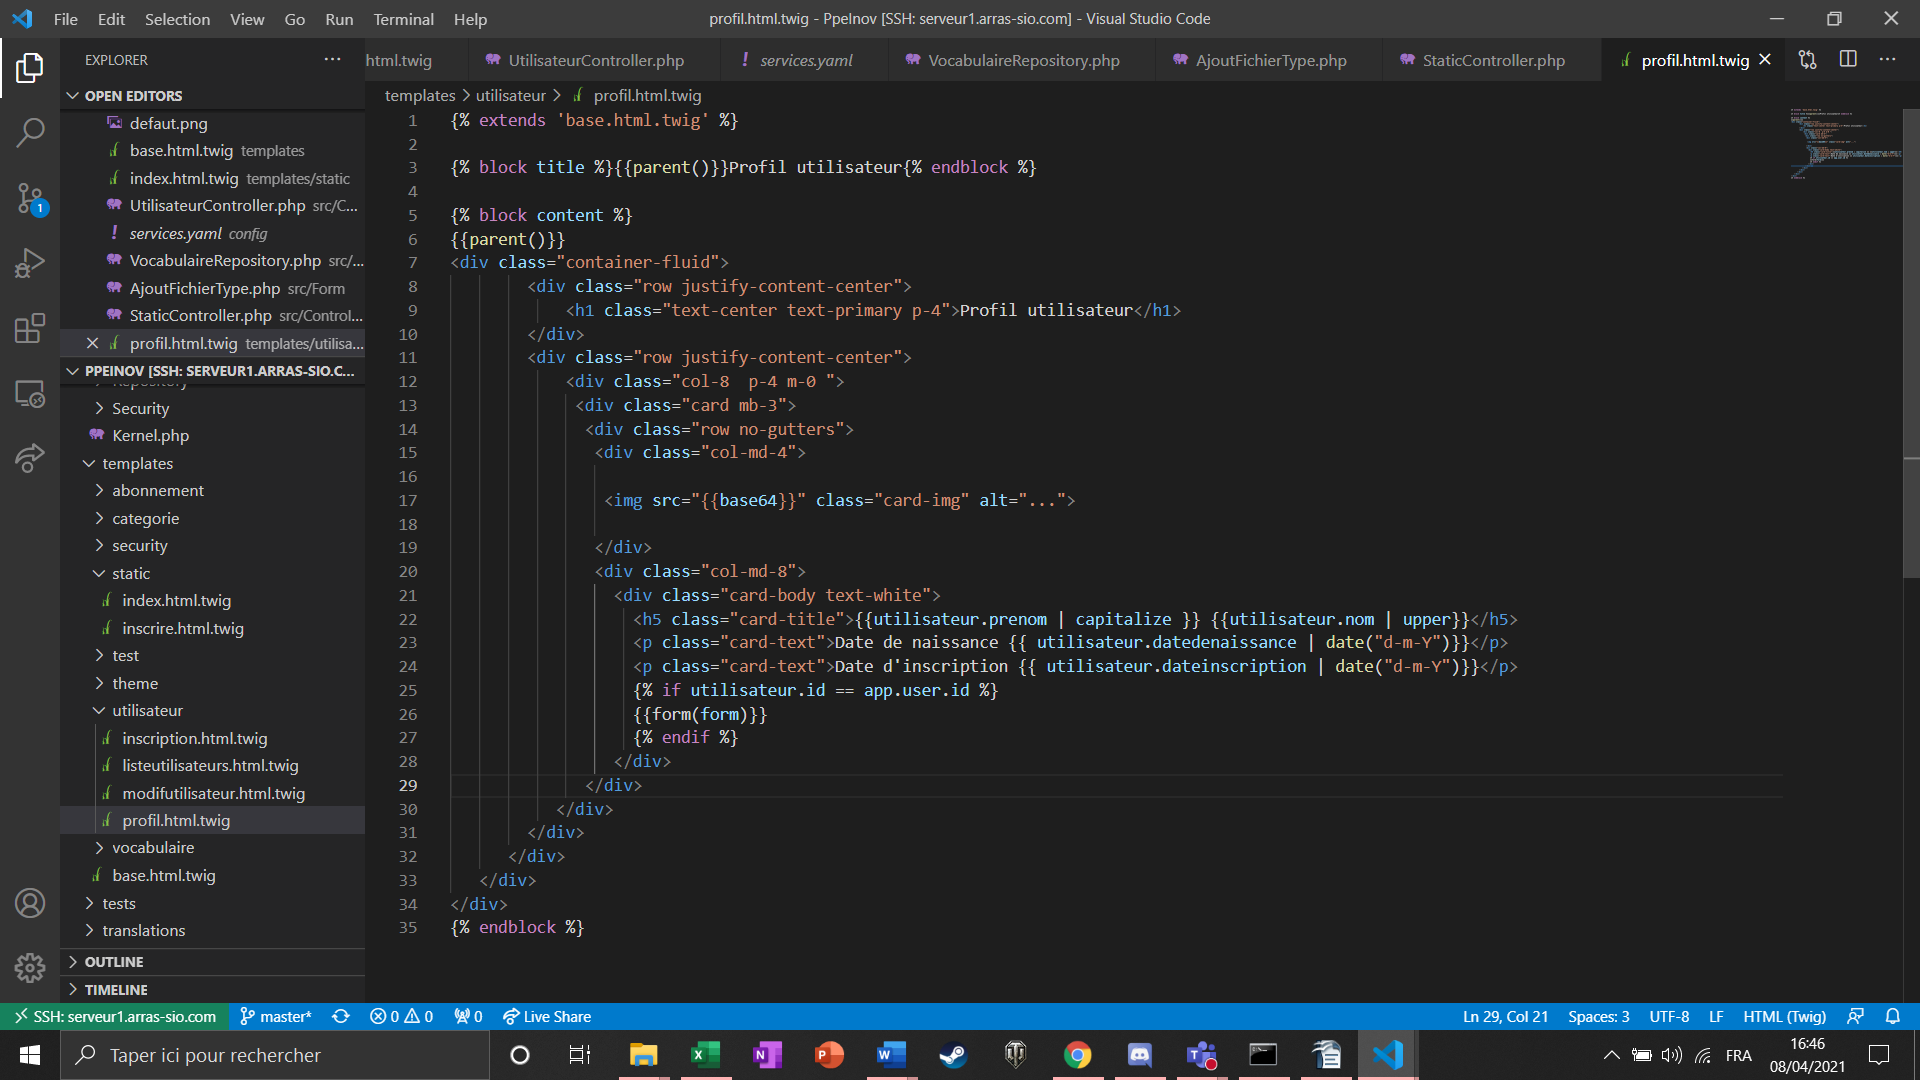 File Edit Selection View Go Run Terminal Help
profil.html.twig - PpeInov [SSH: serveur1.arras-sio.com] - Visual Studio Code
EXPLORER
html.twig UtilisateurController.php ! services.yaml VocabulaireRepository.php AjoutFichierType.php StaticController.php profil.html.twig
OPEN EDITORS
defaut.png
base.html.twig templates
index.html.twig templates/static
UtilisateurController.php src/C...
! services.yaml config
VocabulaireRepository.php src/...
AjoutFichierType.php src/Form
StaticController.php src/Control...
profil.html.twig templates/utilisa...
PPEINOV [SSH: SERVEUR1.ARRAS-SIO.C...
Repository
Security
Kernel.php
templates
abonnement
categorie
security
static
index.html.twig
inscrire.html.twig
test
theme
utilisateur
inscription.html.twig
listeutilisateurs.html.twig
modifutilisateur.html.twig
profil.html.twig
vocabulaire
base.html.twig
tests
translations
OUTLINE
TIMELINE
templates > utilisateur > profil.html.twig
1 {% extends 'base.html.twig' %}
2
3 {% block title %}{{parent()}}Profil utilisateur{% endblock %}
4
5 {% block content %}
6 {{parent()}}
7 <div class="container-fluid">
8 <div class="row justify-content-center">
9 <h1 class="text-center text-primary p-4">Profil utilisateur</h1>
10 </div>
11 <div class="row justify-content-center">
12 <div class="col-8  p-4 m-0 ">
13 <div class="card mb-3">
14 <div class="row no-gutters">
15 <div class="col-md-4">
16
17 <img src="{{base64}}" class="card-img" alt="...">
18
19 </div>
20 <div class="col-md-8">
21 <div class="card-body text-white">
22 <h5 class="card-title">{{utilisateur.prenom | capitalize }} {{utilisateur.nom | upper}}</h5>
23 <p class="card-text">Date de naissance {{ utilisateur.datedenaissance | date("d-m-Y")}}</p>
24 <p class="card-text">Date d'inscription {{ utilisateur.dateinscription | date("d-m-Y")}}</p>
25 {% if utilisateur.id == app.user.id %}
26 {{form(form)}}
27 {% endif %}
28 </div>
29 </div>
30 </div>
31 </div>
32 </div>
33 </div>
34 </div>
35 {% endblock %}
1
SSH: serveur1.arras-sio.com master* 0 0 0 Live Share
Ln 29, Col 21 Spaces: 3 UTF-8 LF HTML (Twig)
Taper ici pour rechercher
FRA
16:46
08/04/2021